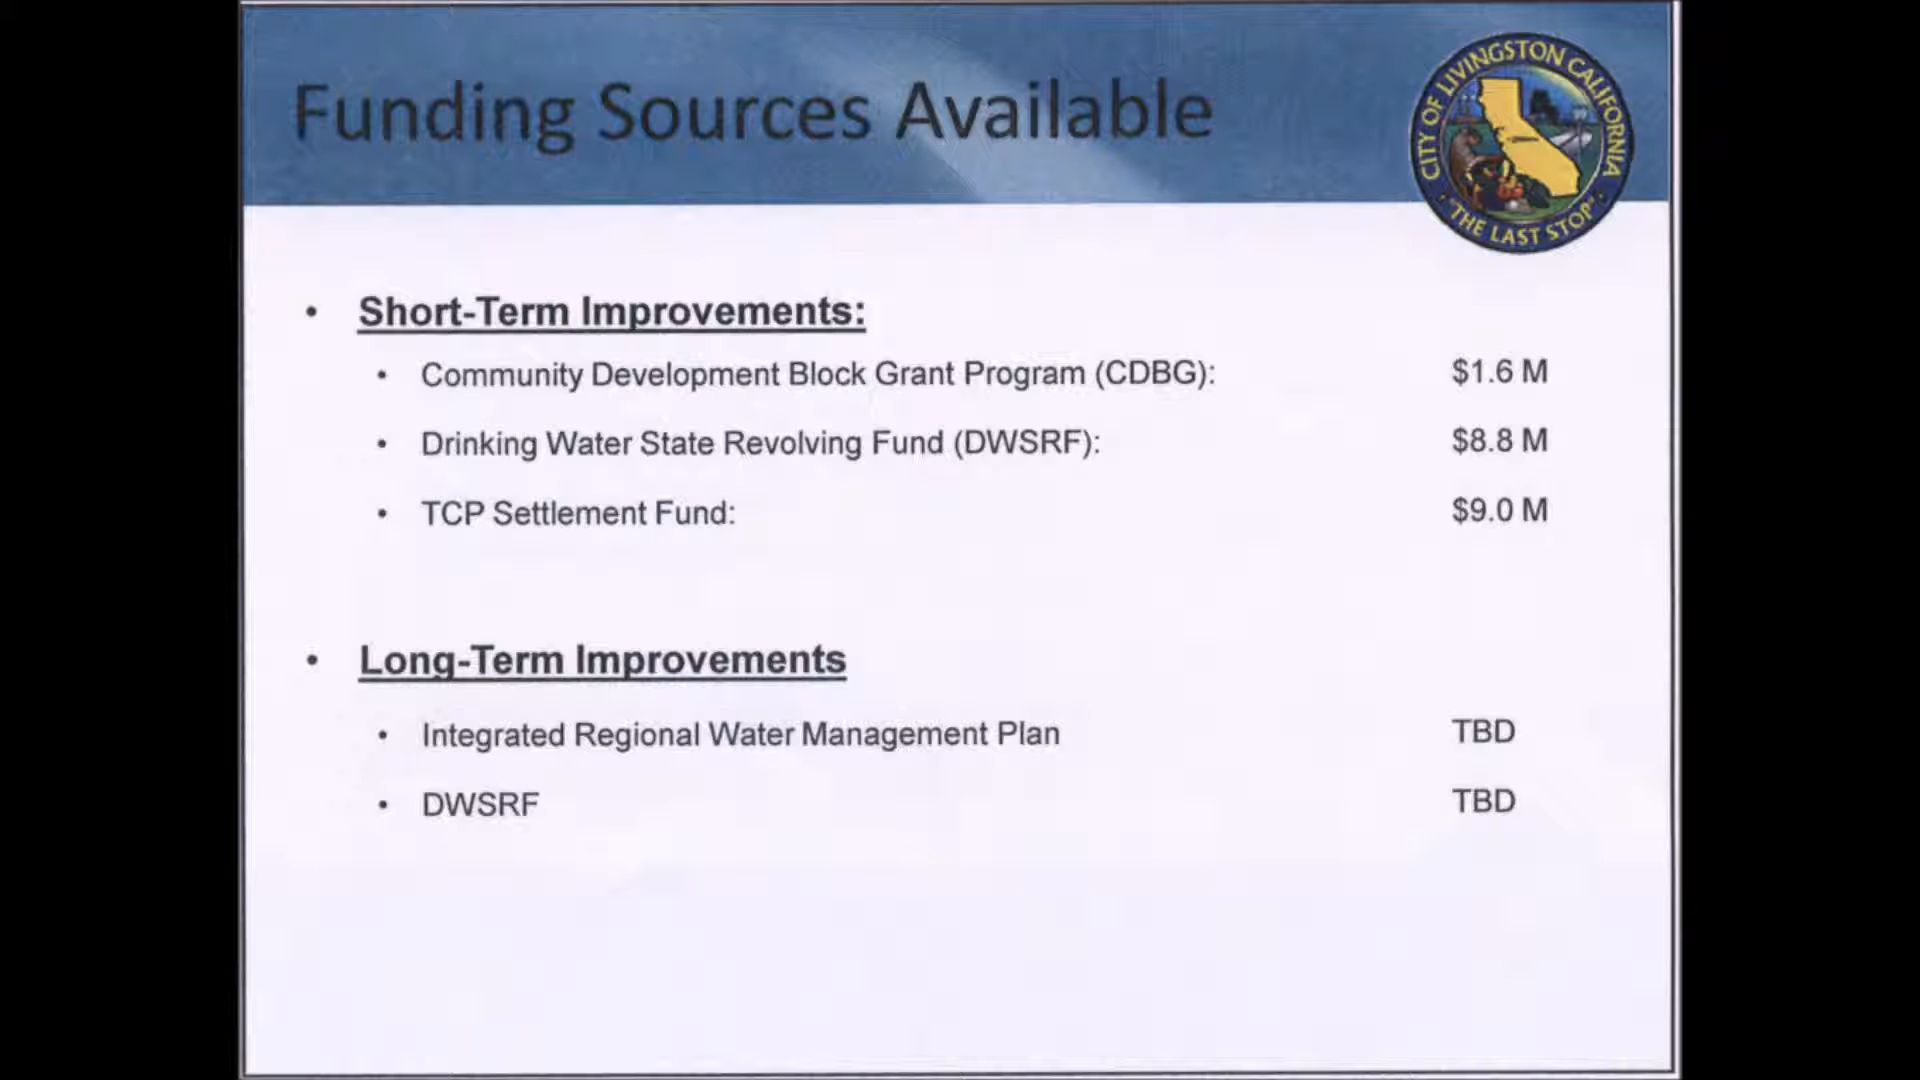 Funding Sources Available
CITY OF LIVINGSTON CALIFORNIA
"THE LAST STOP"
• Short-Term Improvements:
• Community Development Block Grant Program (CDBG): $1.6 M
• Drinking Water State Revolving Fund (DWSRF): $8.8 M
• TCP Settlement Fund: $9.0 M
• Long-Term Improvements
• Integrated Regional Water Management Plan TBD
• DWSRF TBD